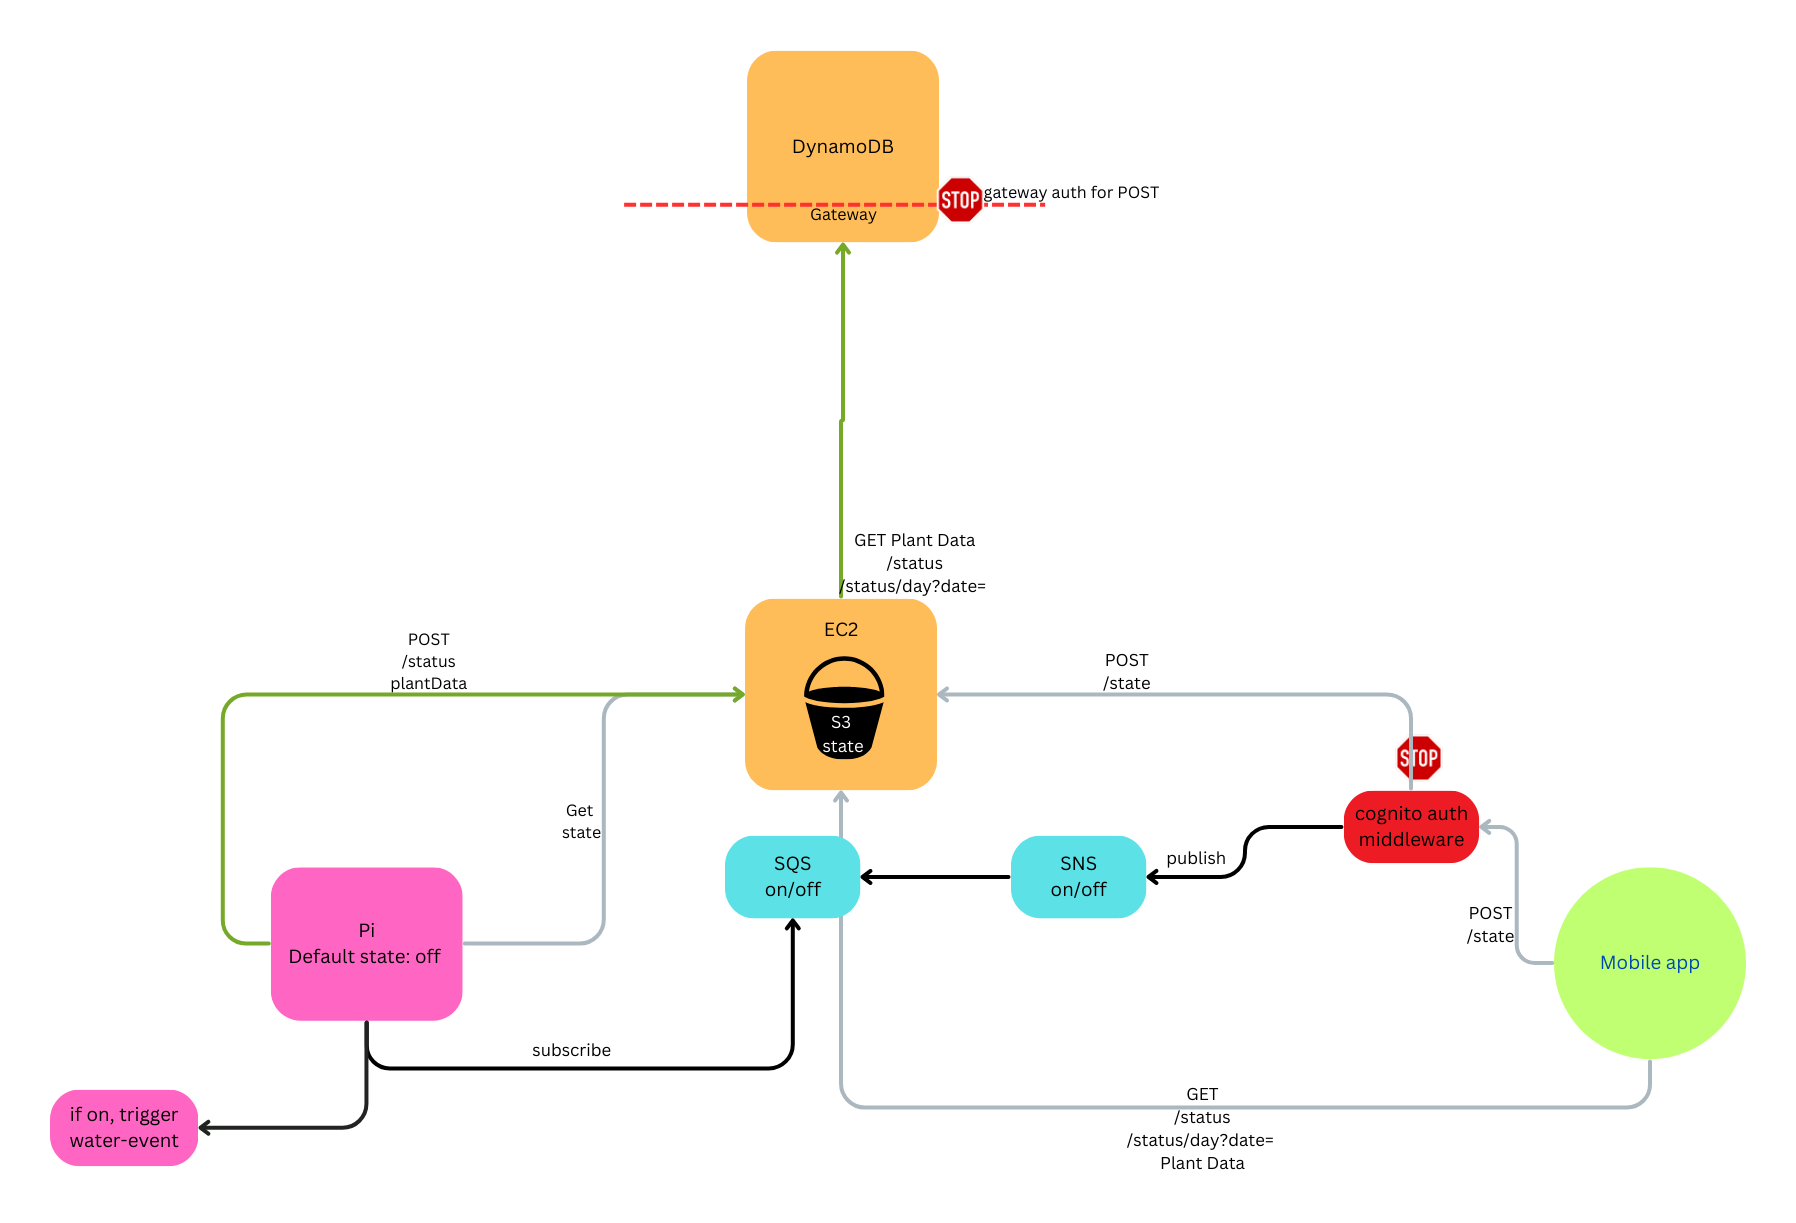 DynamoDB
STOP
gateway auth for POST
Gateway
GET Plant Data
/status
/status/day?date=
EC2
S3
state
POST
/status
plantData
POST
/state
STOP
Get
state
cognito auth
middleware
SQS
on/off
SNS
on/off
publish
Pi
Default state: off
POST
/state
Mobile app
subscribe
if on, trigger
water-event
GET
/status
/status/day?date=
Plant Data